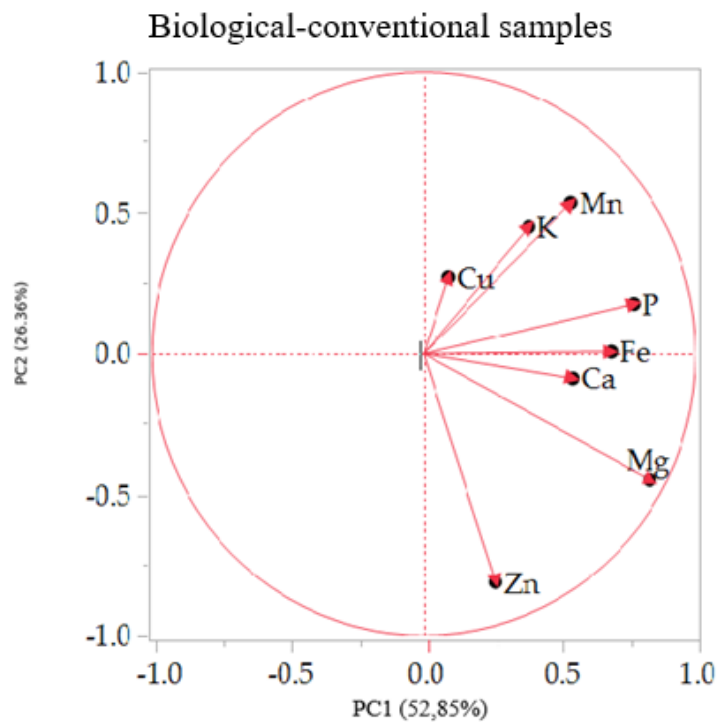 Biological-conventional samples
1.0
0.5
0.0
-0.5
-1.0
PC2 (26.36%)
Mn
K
Cu
P
Fe
Ca
Mg
Zn
-1.0 -0.5 0.0 0.5 1.0
PC1 (52,85%)